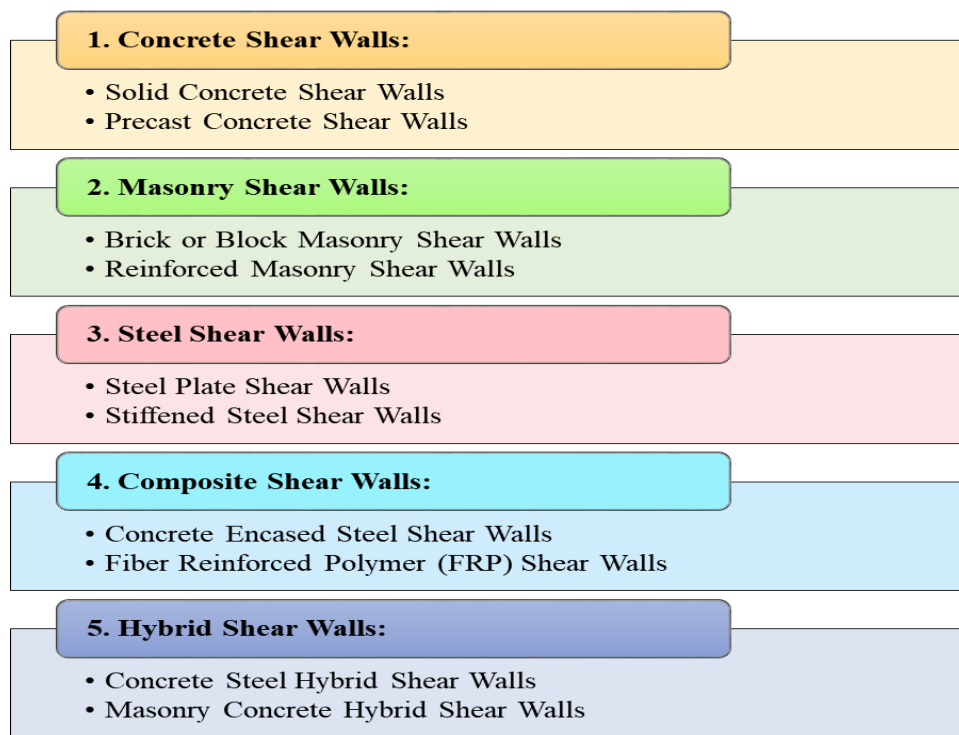 1. Concrete Shear Walls:
• Solid Concrete Shear Walls
• Precast Concrete Shear Walls
2. Masonry Shear Walls:
• Brick or Block Masonry Shear Walls
• Reinforced Masonry Shear Walls
3. Steel Shear Walls:
• Steel Plate Shear Walls
• Stiffened Steel Shear Walls
4. Composite Shear Walls:
• Concrete Encased Steel Shear Walls
• Fiber Reinforced Polymer (FRP) Shear Walls
5. Hybrid Shear Walls:
• Concrete Steel Hybrid Shear Walls
• Masonry Concrete Hybrid Shear Walls